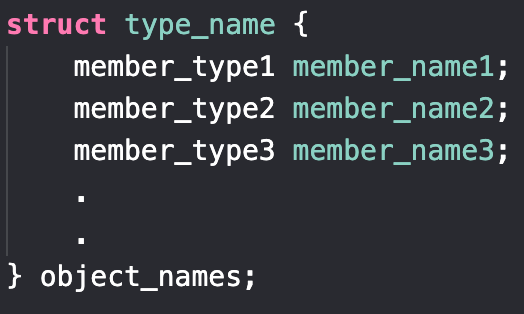 struct type_name {
    member_type1 member_name1;
    member_type2 member_name2;
    member_type3 member_name3;
    .
    .
} object_names;